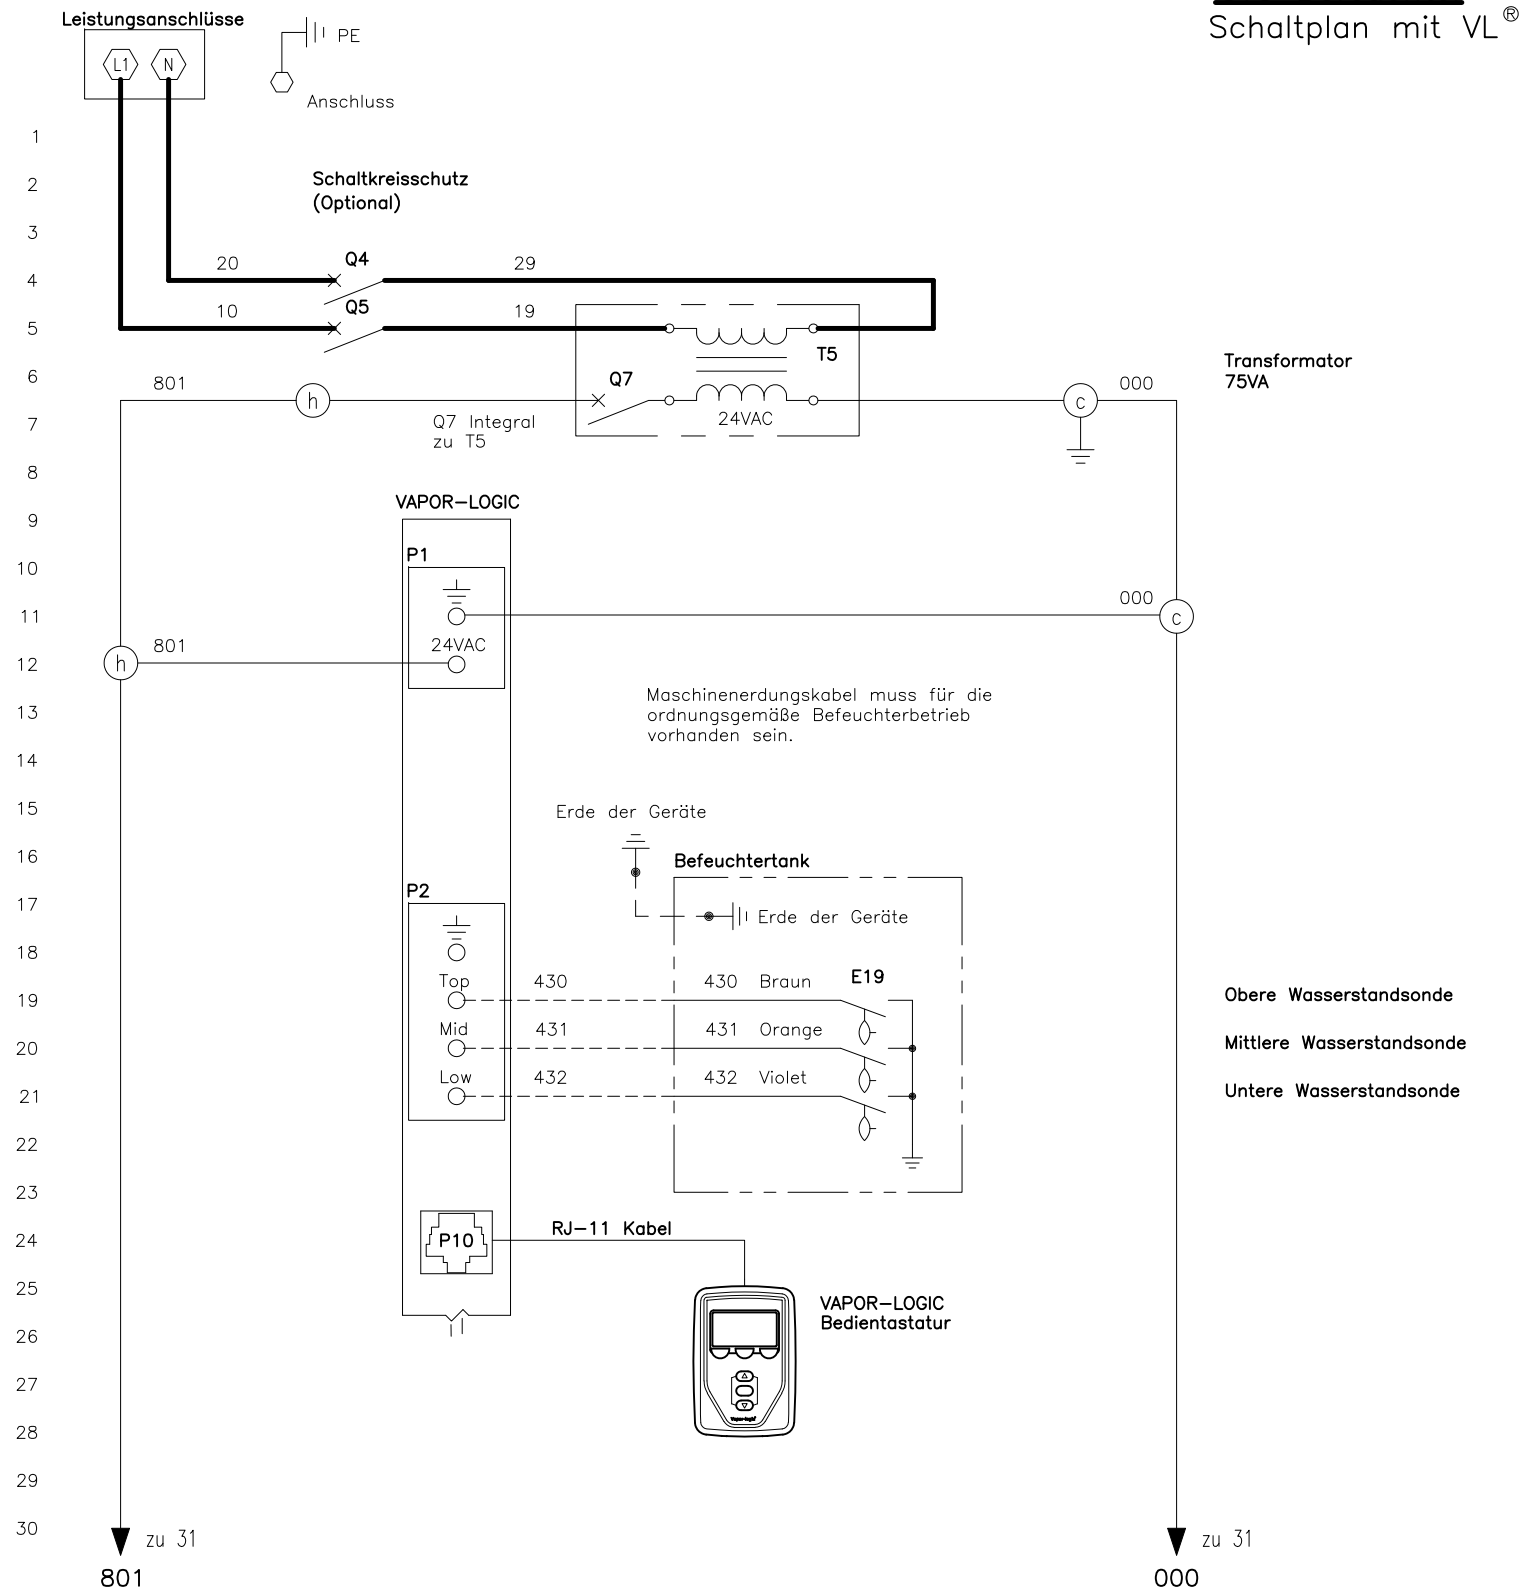 Schaltplan mit VL®
Leistungsanschlüsse
L1 N
PE
Anschluss
1
2
Schaltkreisschutz
(Optional)
3
20 Q4 29
4
10 Q5 19
5
T5
Transformator
75VA
6
801 h Q7 c 000
24VAC
7
Q7 Integral
zu T5
8
VAPOR-LOGIC
9
P1
10
000
11
c
801 24VAC
12
h
Maschinenerdungskabel muss für die
ordnungsgemäße Befeuchterbetrieb
vorhanden sein.
13
14
15
Erde der Geräte
16
Befeuchtertank
P2
17
Erde der Geräte
18
Top 430 430 Braun E19
19
Obere Wasserstandsonde
Mid 431 431 Orange
20
Mittlere Wasserstandsonde
Low 432 432 Violet
21
Untere Wasserstandsonde
22
23
RJ-11 Kabel
24
P10
25
VAPOR-LOGIC
Bedientastatur
26
27
Vapor-logic
28
29
30
zu 31
zu 31
801
000